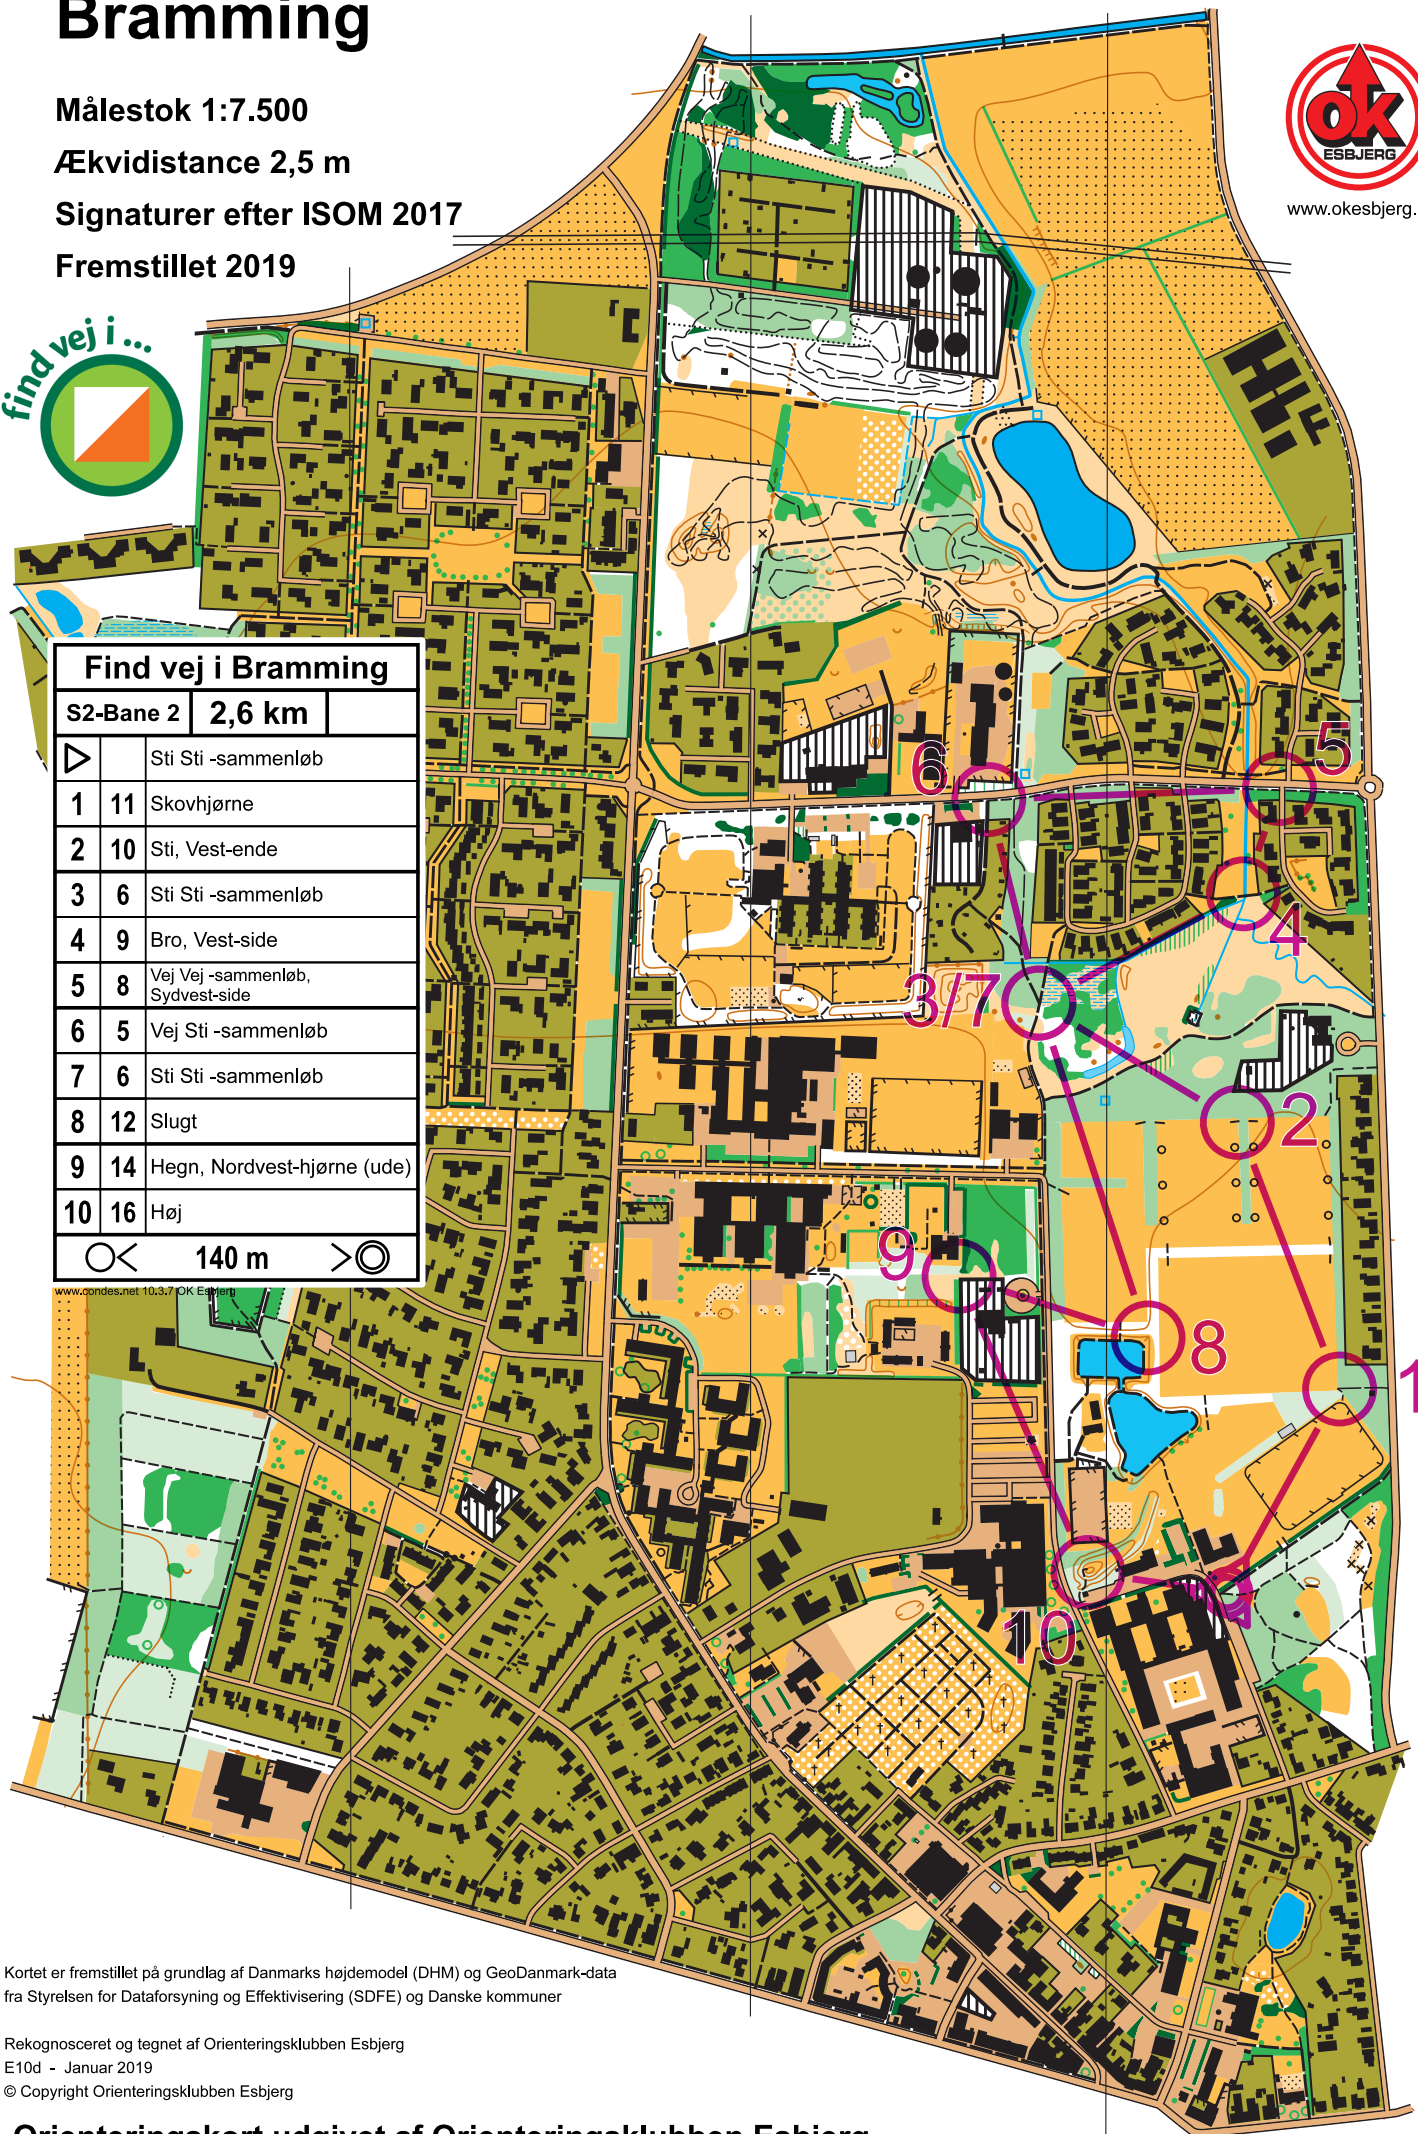 Bramming
Målestok 1:7.500
Ækvidistance 2,5 m
Signaturer efter ISOM 2017
Fremstillet 2019
ok
ESBJERG
www.okesbjerg.
find vej i ...
Find vej i Bramming
S2-Bane 2 2,6 km
Sti Sti -sammenløb
1 11 Skovhjørne
2 10 Sti, Vest-ende
3 6 Sti Sti -sammenløb
4 9 Bro, Vest-side
5 8 Vej Vej -sammenløb,
Sydvest-side
6 5 Vej Sti -sammenløb
7 6 Sti Sti -sammenløb
8 12 Slugt
9 14 Hegn, Nordvest-hjørne (ude)
10 16 Høj
140 m
www.condes.net 10.3.7 OK Esbjerg
5
6
4
3/7
2
9
8
1
10
Kortet er fremstillet på grundlag af Danmarks højdemodel (DHM) og GeoDanmark-data
fra Styrelsen for Dataforsyning og Effektivisering (SDFE) og Danske kommuner
Rekognosceret og tegnet af Orienteringsklubben Esbjerg
E10d - Januar 2019
© Copyright Orienteringsklubben Esbjerg
Orienteringskort udgivet af Orienteringsklubben Esbjerg